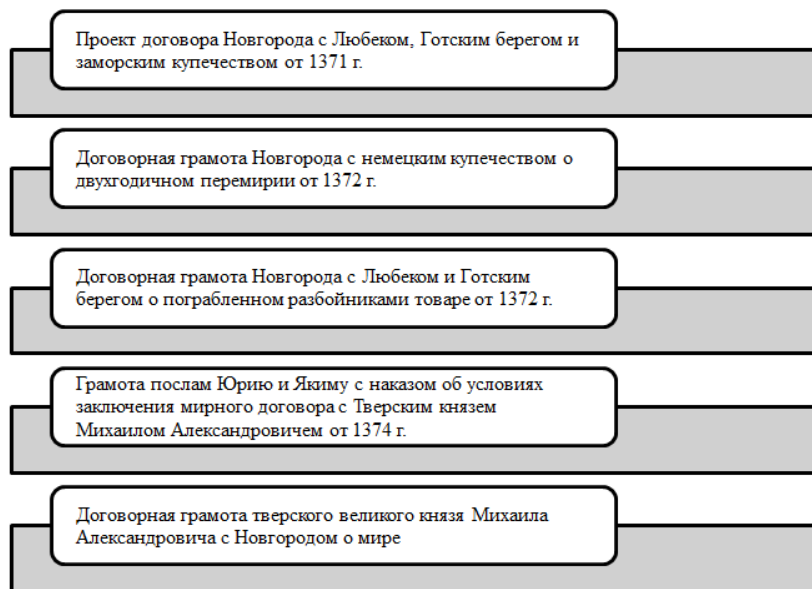 Проект договора Новгорода с Любеком, Готским берегом и
заморским купечеством от 1371 г.
Договорная грамота Новгорода с немецким купечеством о
двухгодичном перемирии от 1372 г.
Договорная грамота Новгорода с Любеком и Готским
берегом о пограбленном разбойниками товаре от 1372 г.
Грамота послам Юрию и Якиму с наказом об условиях
заключения мирного договора с Тверским князем
Михаилом Александровичем от 1374 г.
Договорная грамота тверского великого князя Михаила
Александровича с Новгородом о мире